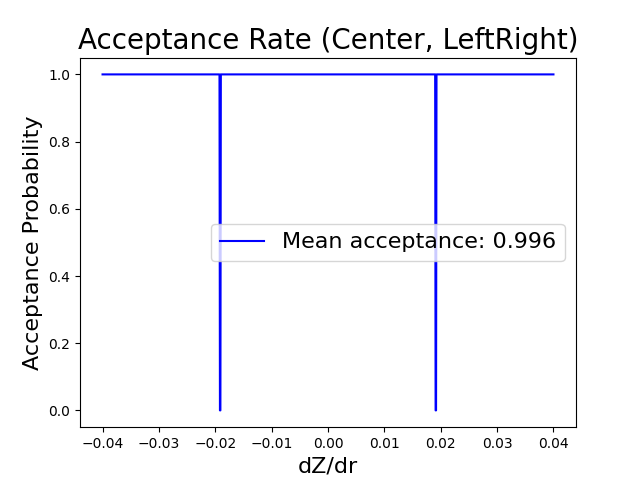 Acceptance Rate (Center, LeftRight)
Acceptance Probability
1.0
0.8
0.6
0.4
0.2
0.0
Mean acceptance: 0.996
−0.04 −0.03 −0.02 −0.01 0.00 0.01 0.02 0.03 0.04
dZ/dr